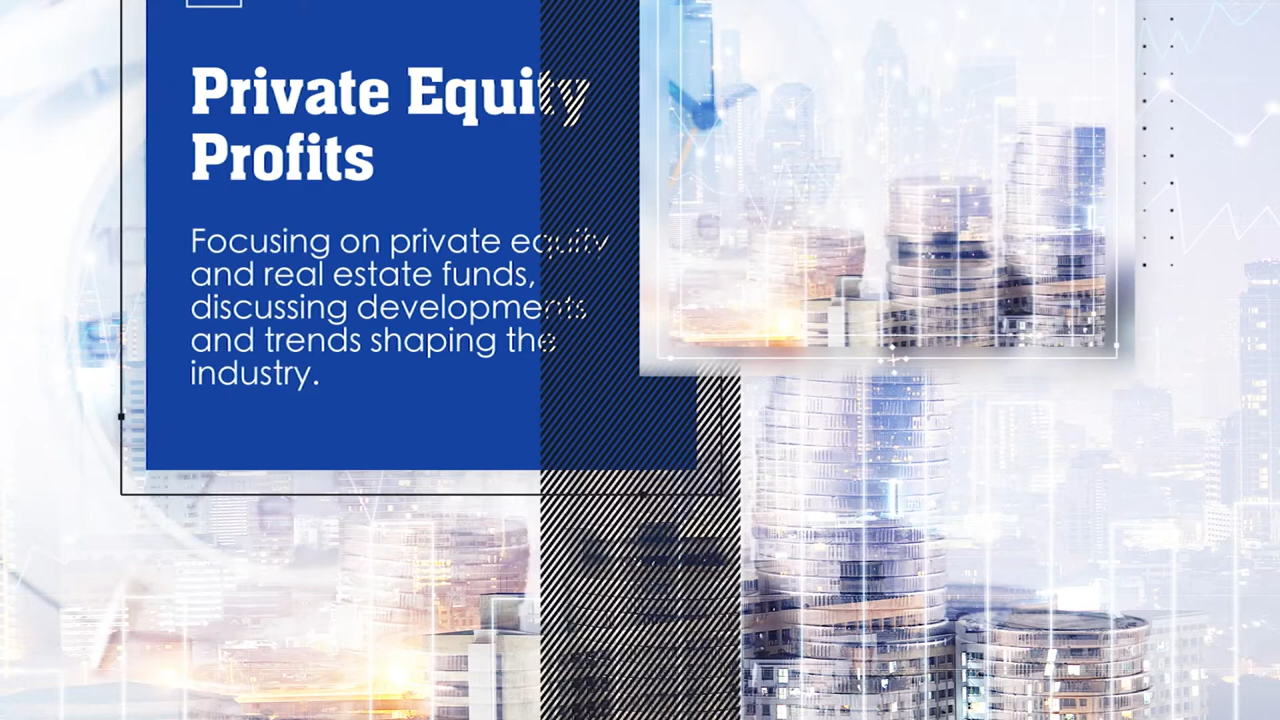 Private Equity
Profits
Focusing on private equity
and real estate funds,
discussing developments
and trends shaping the
industry.